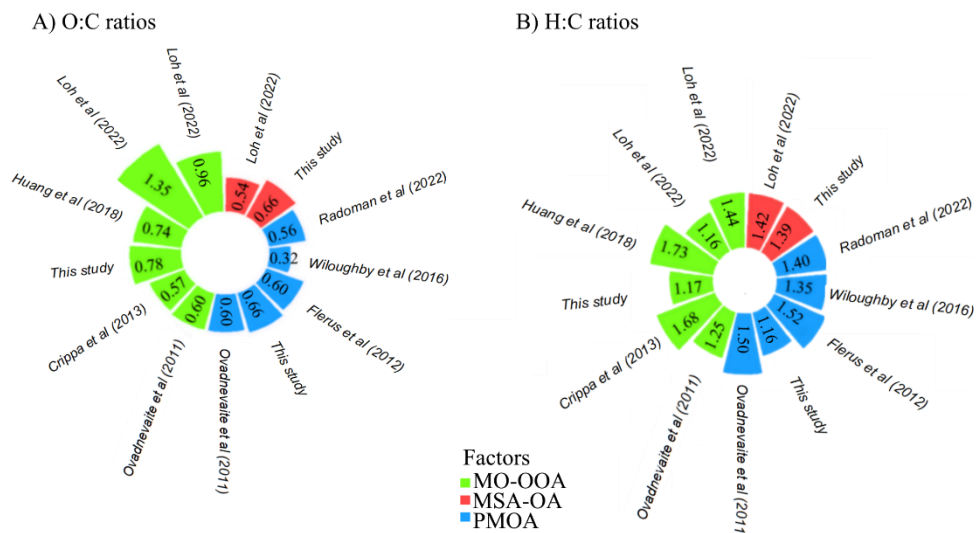 A) O:C ratios
Loh et al (2022)
This study
Radoman et al (2022)
Wiloughby et al (2016)
Flerus et al (2012)
This study
Ovadnevaite et al (2011)
Ovadnevaite et al (2011)
Crippa et al (2013)
This study
Huang et al (2018)
Loh et al (2022)
Loh et al (2022)
0.54
0.66
0.56
0.32
0.60
0.66
0.60
0.60
0.57
0.78
0.74
1.35
0.96
B) H:C ratios
Loh et al (2022)
This study
Radoman et al (2022)
Wiloughby et al (2016)
Flerus et al (2012)
This study
Ovadnevaite et al (2011
Ovadnevaite et al (2011)
Crippa et al (2013)
This study
Huang et al (2018)
Loh et al (2022)
Loh et al (2022)
1.42
1.39
1.40
1.35
1.52
1.16
1.50
1.25
1.68
1.17
1.73
1.16
1.44
Factors
MO-OOA
MSA-OA
PMOA